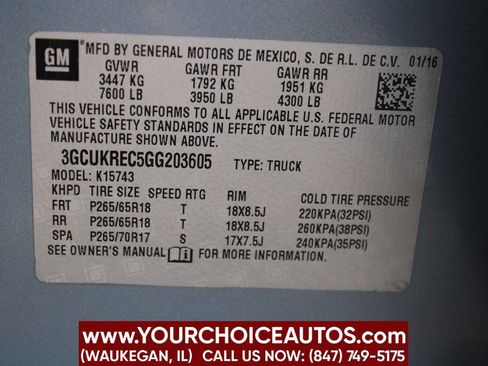 GM
MFD BY GENERAL MOTORS DE MEXICO, S. DE R.L. DE C.V. 01/16
GVWR GAWR FRT GAWR RR
3447 KG 1792 KG 1951 KG
7600 LB 3950 LB 4300 LB
THIS VEHICLE CONFORMS TO ALL APPLICABLE U.S. FEDERAL MOTOR
VEHICLE SAFETY STANDARDS IN EFFECT ON THE DATE OF
MANUFACTURE SHOWN ABOVE.
3GCUKREC5GG203605 TYPE: TRUCK
MODEL: K15743
KHPD TIRE SIZE SPEED RTG RIM COLD TIRE PRESSURE
FRT P265/65R18 T 18X8.5J 220KPA(32PSI)
RR P265/65R18 T 18X8.5J 260KPA(38PSI)
SPA P265/70R17 S 17X7.5J 240KPA(35PSI)
SEE OWNER'S MANUAL FOR MORE INFORMATION.
WWW.YOURCHOICEAUTOS.COM
(WAUKEGAN, IL) CALL US NOW: (847) 749-5175